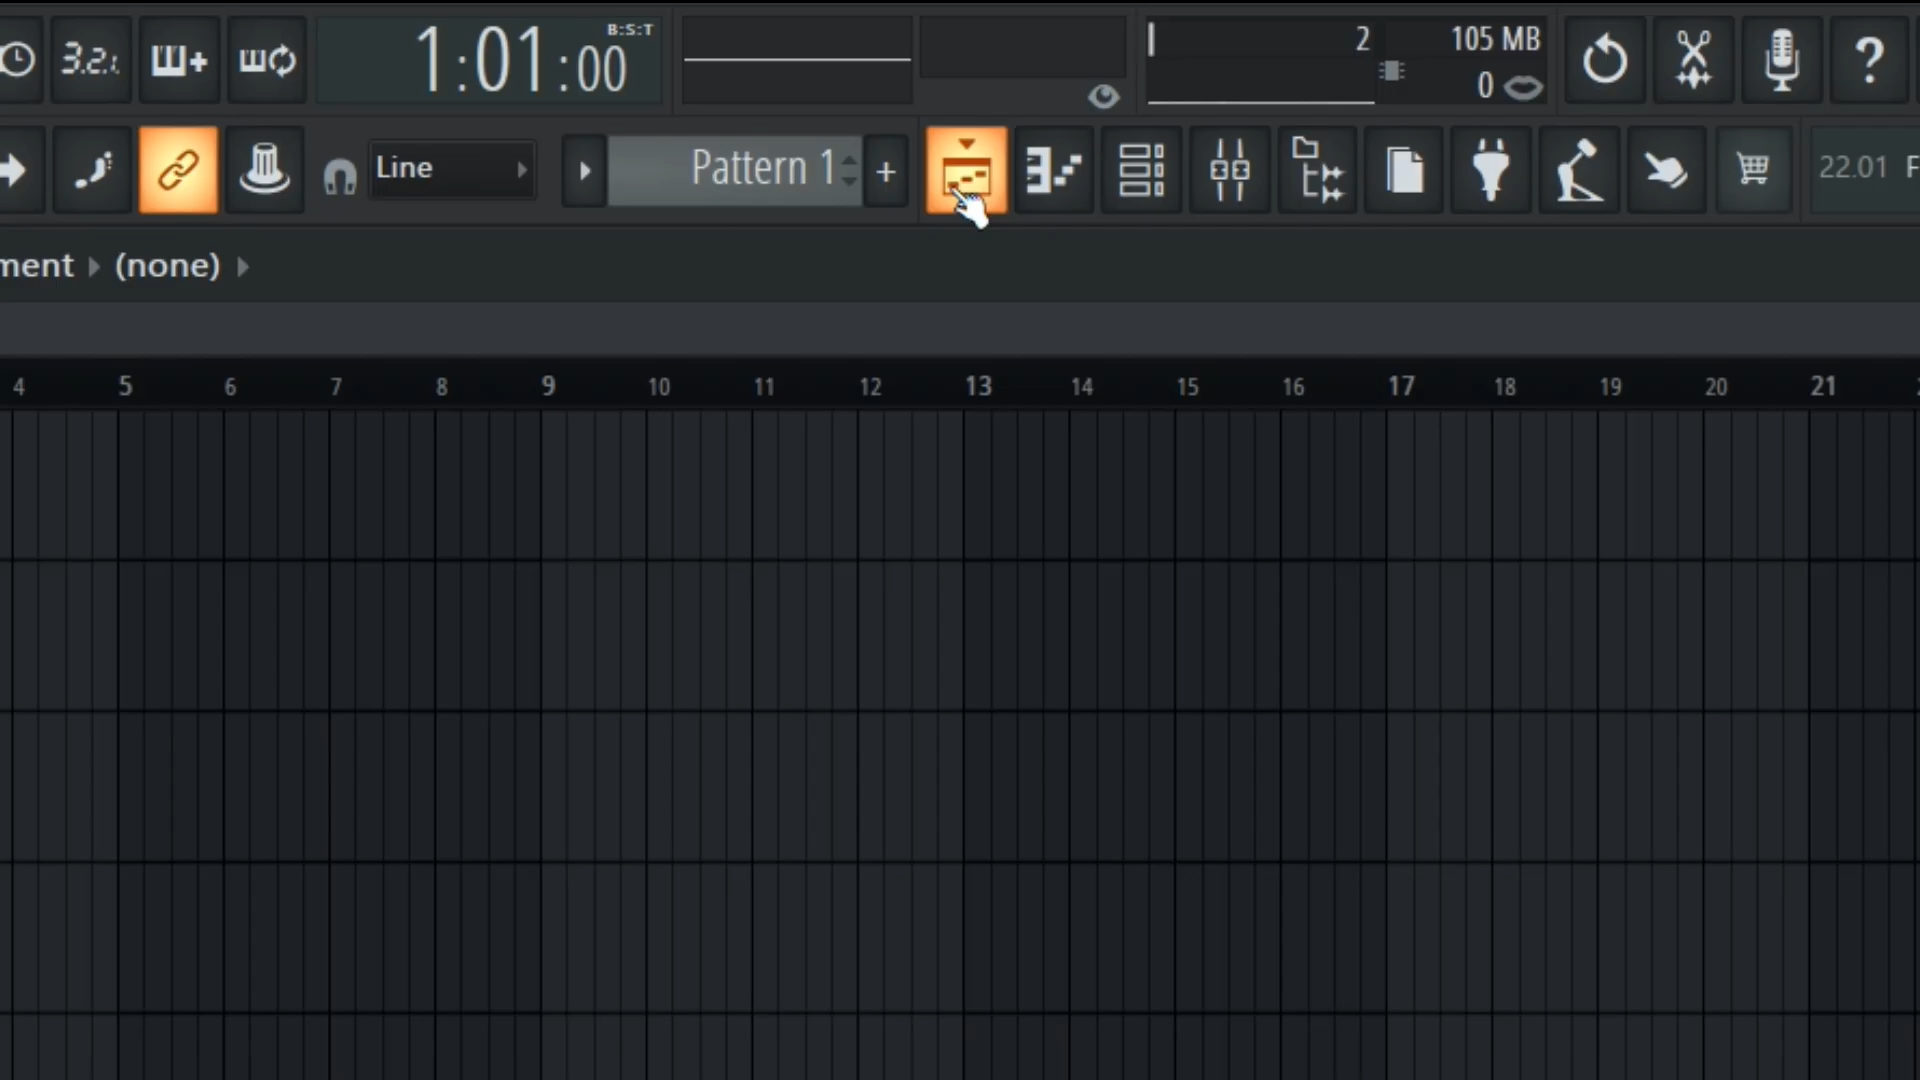 3.2.1
1:01:00
B:S:T
2
105 MB
0
?
Line
Pattern 1
+
22.01 F
ment
(none)
4 5 6 7 8 9 10 11 12 13 14 15 16 17 18 19 20 21